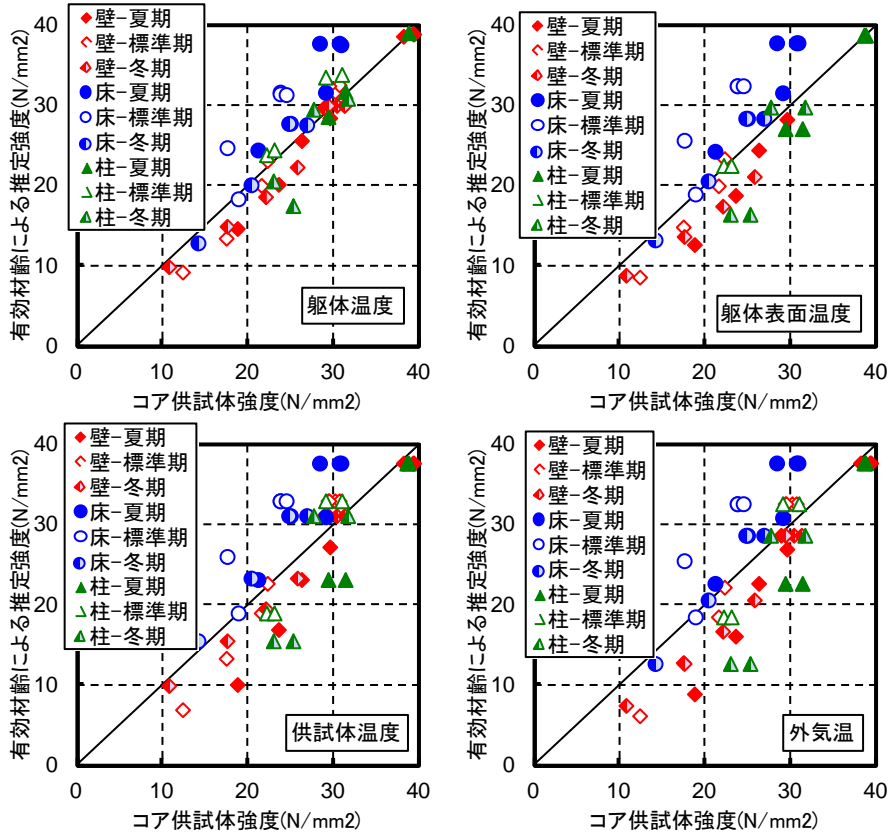 40
30
20
10
0
有効材齢による推定強度(N/mm2)
壁-夏期
壁-標準期
壁-冬期
床-夏期
床-標準期
床-冬期
柱-夏期
柱-標準期
柱-冬期
躯体温度
0 10 20 30 40
コア供試体強度(N/mm2)
40
30
20
10
0
有効材齢による推定強度(N/mm2)
壁-夏期
壁-標準期
壁-冬期
床-夏期
床-標準期
床-冬期
柱-夏期
柱-標準期
柱-冬期
躯体表面温度
0 10 20 30 40
コア供試体強度(N/mm2)
40
30
20
10
0
有効材齢による推定強度(N/mm2)
壁-夏期
壁-標準期
壁-冬期
床-夏期
床-標準期
床-冬期
柱-夏期
柱-標準期
柱-冬期
供試体温度
0 10 20 30 40
コア供試体強度(N/mm2)
40
30
20
10
0
有効材齢による推定強度(N/mm2)
壁-夏期
壁-標準期
壁-冬期
床-夏期
床-標準期
床-冬期
柱-夏期
柱-標準期
柱-冬期
外気温
0 10 20 30 40
コア供試体強度(N/mm2)